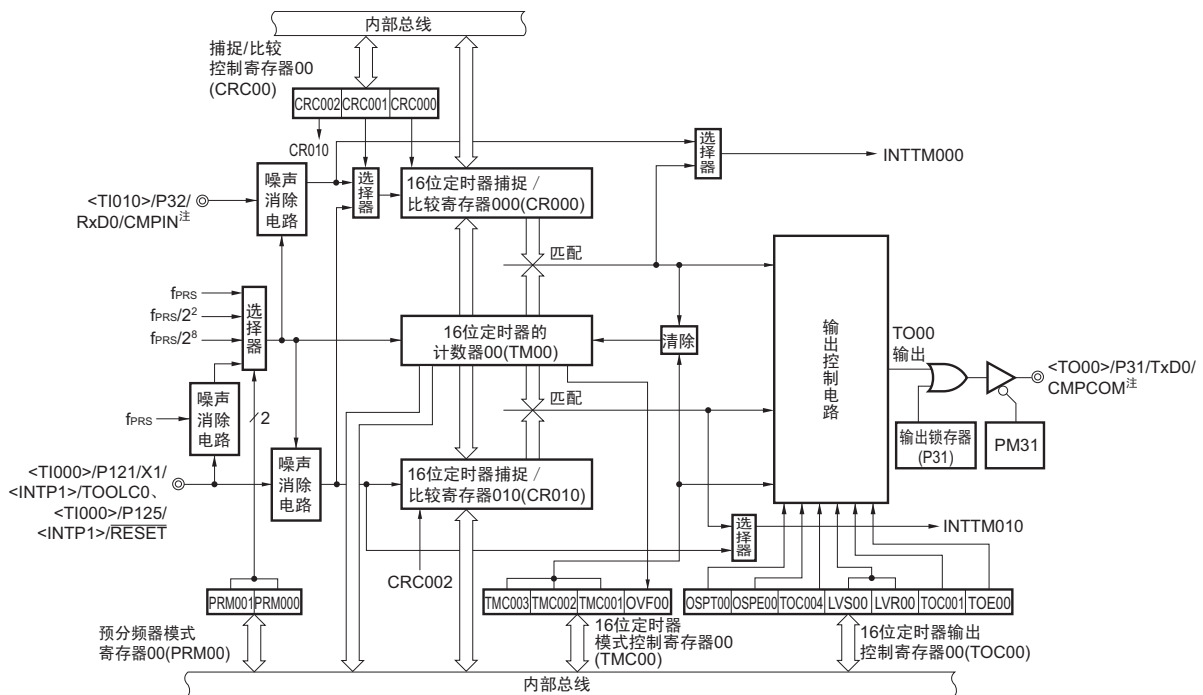 内部总线
捕捉/比较
控制寄存器00
(CRC00)
CRC002 CRC001 CRC000
CR010
选择器
INTTM000
<TI010>/P32/
RxD0/CMPIN注
噪声
消除
电路
选择器
16位定时器捕捉/
比较寄存器000(CR000)
匹配
fPRS
fPRS/2²
fPRS/2⁸
选择器
16位定时器的
计数器00(TM00)
清除
输出控制电路
TO00
输出
<TO00>/P31/TxD0/
CMPCOM注
fPRS
噪声
消除
电路
2
匹配
输出锁存器
(P31)
PM31
<TI000>/P121/X1/
<INTP1>/TOOLC0、
<TI000>/P125/
<INTP1>/RESET
噪声
消除
电路
16位定时器捕捉/
比较寄存器010(CR010)
选择器
INTTM010
CRC002
PRM001 PRM000
TMC003 TMC002 TMC001 OVF00
OSPT00 OSPE00 TOC004 LVS00 LVR00 TOC001 TOE00
预分频器模式
寄存器00(PRM00)
16位定时器
模式控制寄存器00
(TMC00)
16位定时器输出
控制寄存器00(TOC00)
内部总线